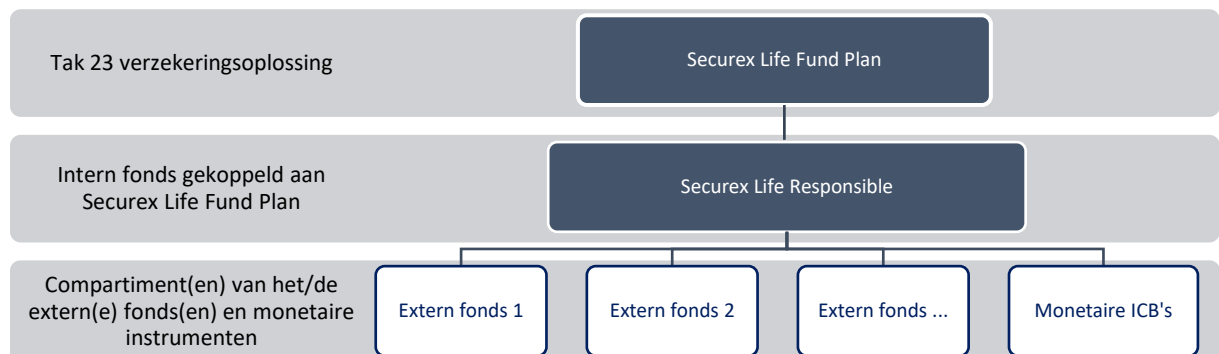 Tak 23 verzekeringsoplossing
Securex Life Fund Plan
Intern fonds gekoppeld aan
Securex Life Fund Plan
Securex Life Responsible
Compartiment(en) van het/de
extern(e) fonds(en) en monetaire
instrumenten
Extern fonds 1
Extern fonds 2
Extern fonds ...
Monetaire ICB's